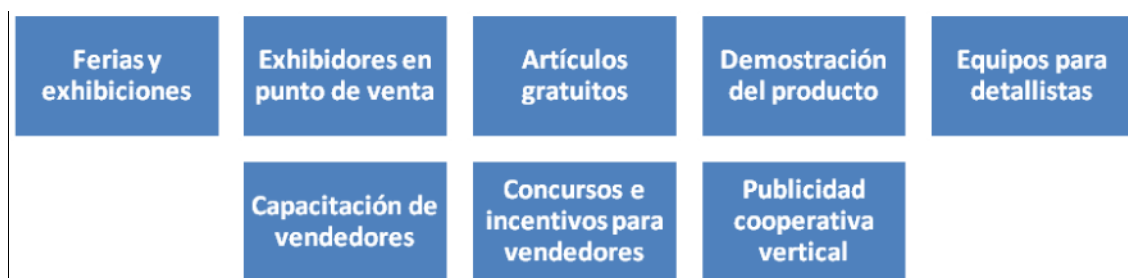 Ferias y
exhibiciones
Exhibidores en
punto de venta
Artículos
gratuitos
Demostración
del producto
Equipos para
detallistas
Capacitación de
vendedores
Concursos e
incentivos para
vendedores
Publicidad
cooperativa
vertical